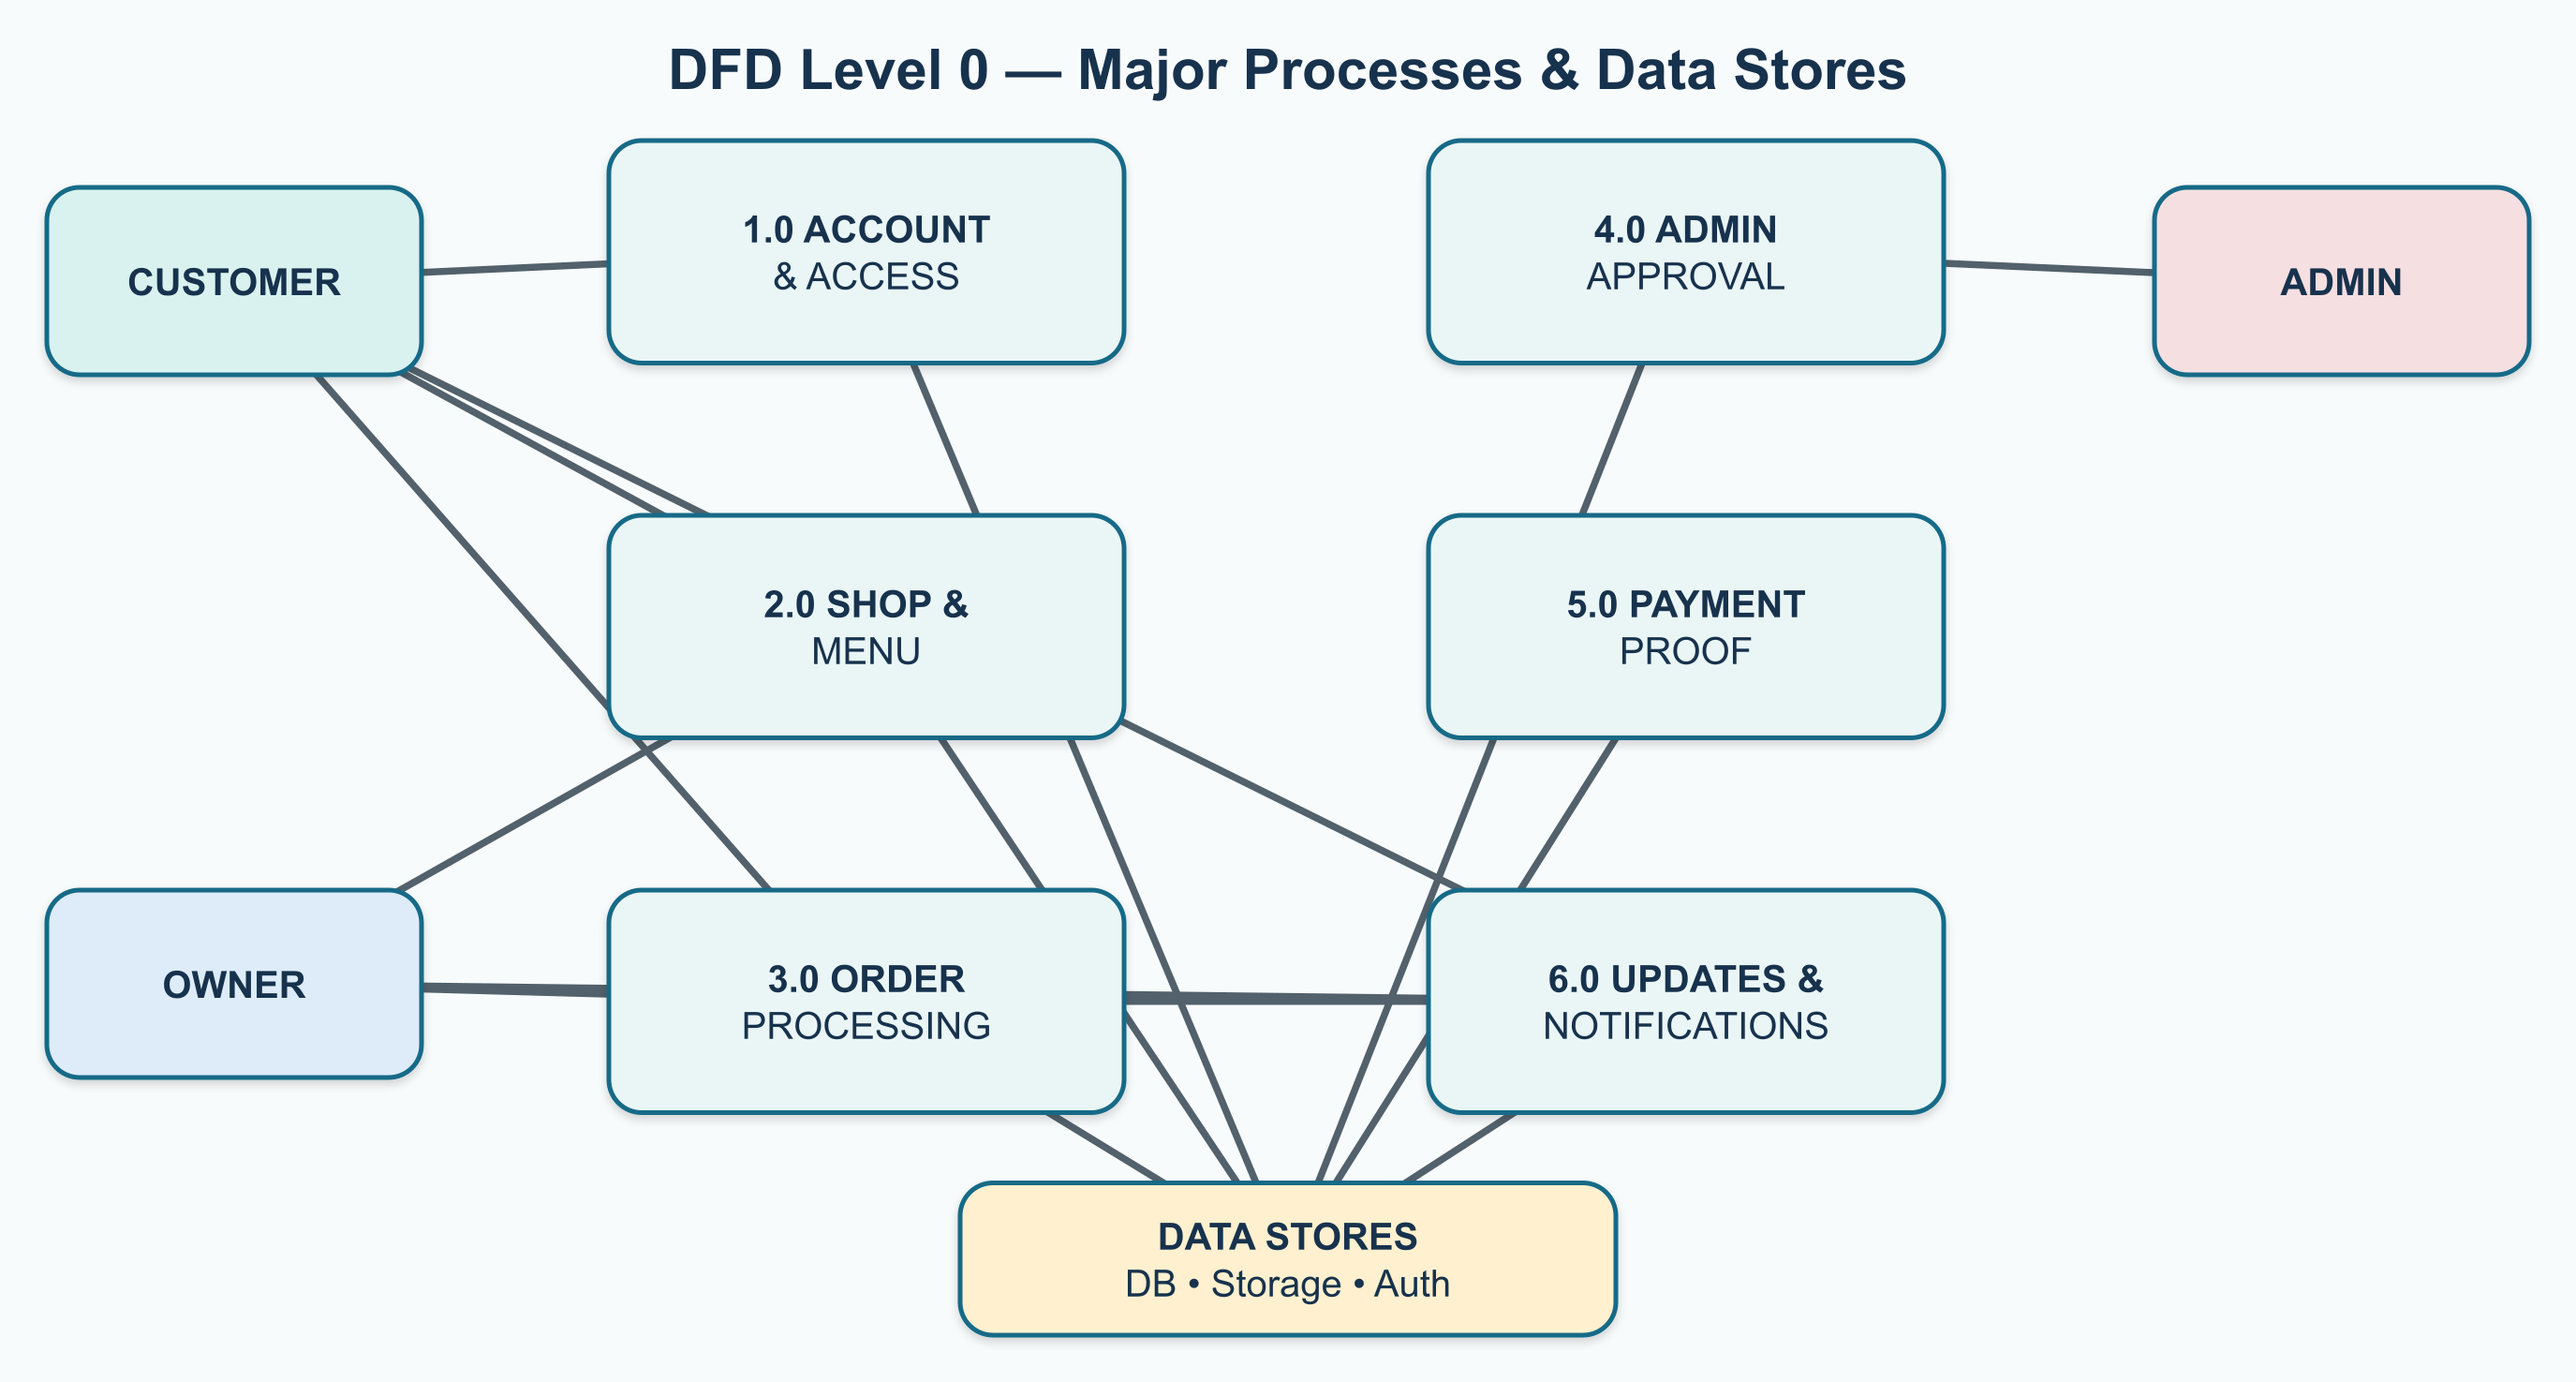 DFD Level 0 — Major Processes & Data Stores
CUSTOMER
1.0 ACCOUNT
& ACCESS
4.0 ADMIN
APPROVAL
ADMIN
2.0 SHOP &
MENU
5.0 PAYMENT
PROOF
OWNER
3.0 ORDER
PROCESSING
6.0 UPDATES &
NOTIFICATIONS
DATA STORES
DB • Storage • Auth